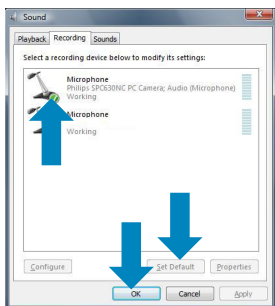 Sound
Playback Recording Sounds
Select a recording device below to modify its settings:
Microphone
Philips SPC630NC PC Camera; Audio (Microphone)
Working
Microphone
Working
Configure Set Default Properties
OK Cancel Apply